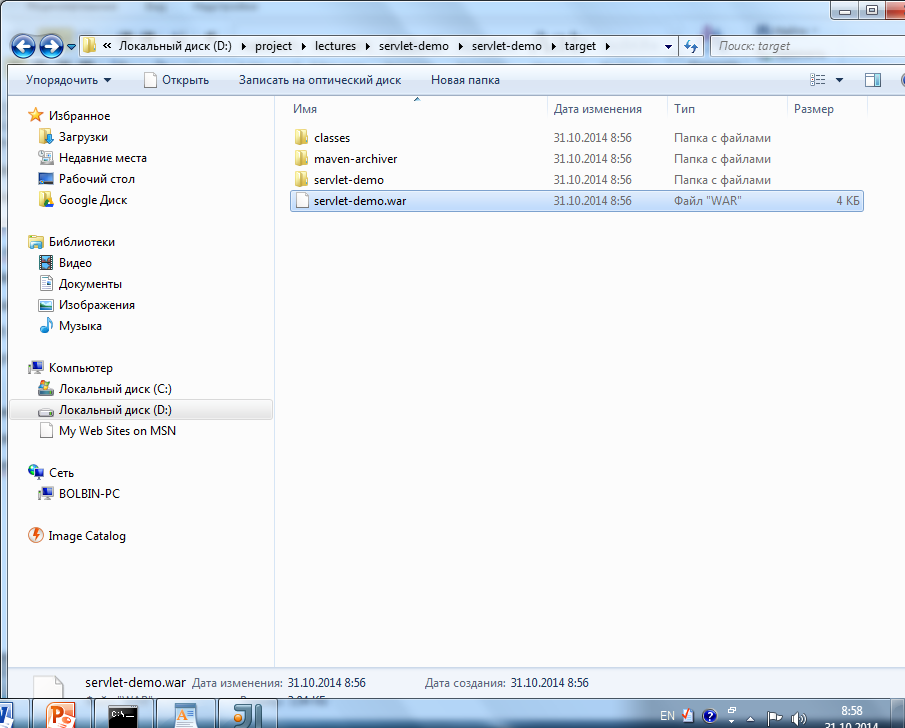 « Локальный диск (D:) project lectures servlet-demo servlet-demo target Поиск: target
Упорядочить Открыть Записать на оптический диск Новая папка
Имя Дата изменения Тип Размер
Избранное
Загрузки
Недавние места
Рабочий стол
Google Диск
Библиотеки
Видео
Документы
Изображения
Музыка
Компьютер
Локальный диск (C:)
Локальный диск (D:)
My Web Sites on MSN
Сеть
BOLBIN-PC
Image Catalog
classes 31.10.2014 8:56 Папка с файлами
maven-archiver 31.10.2014 8:56 Папка с файлами
servlet-demo 31.10.2014 8:56 Папка с файлами
servlet-demo.war 31.10.2014 8:56 Файл "WAR" 4 КБ
servlet-demo.war Дата изменения: 31.10.2014 8:56 Дата создания: 31.10.2014 8:56
EN 8:58
31.10.2014